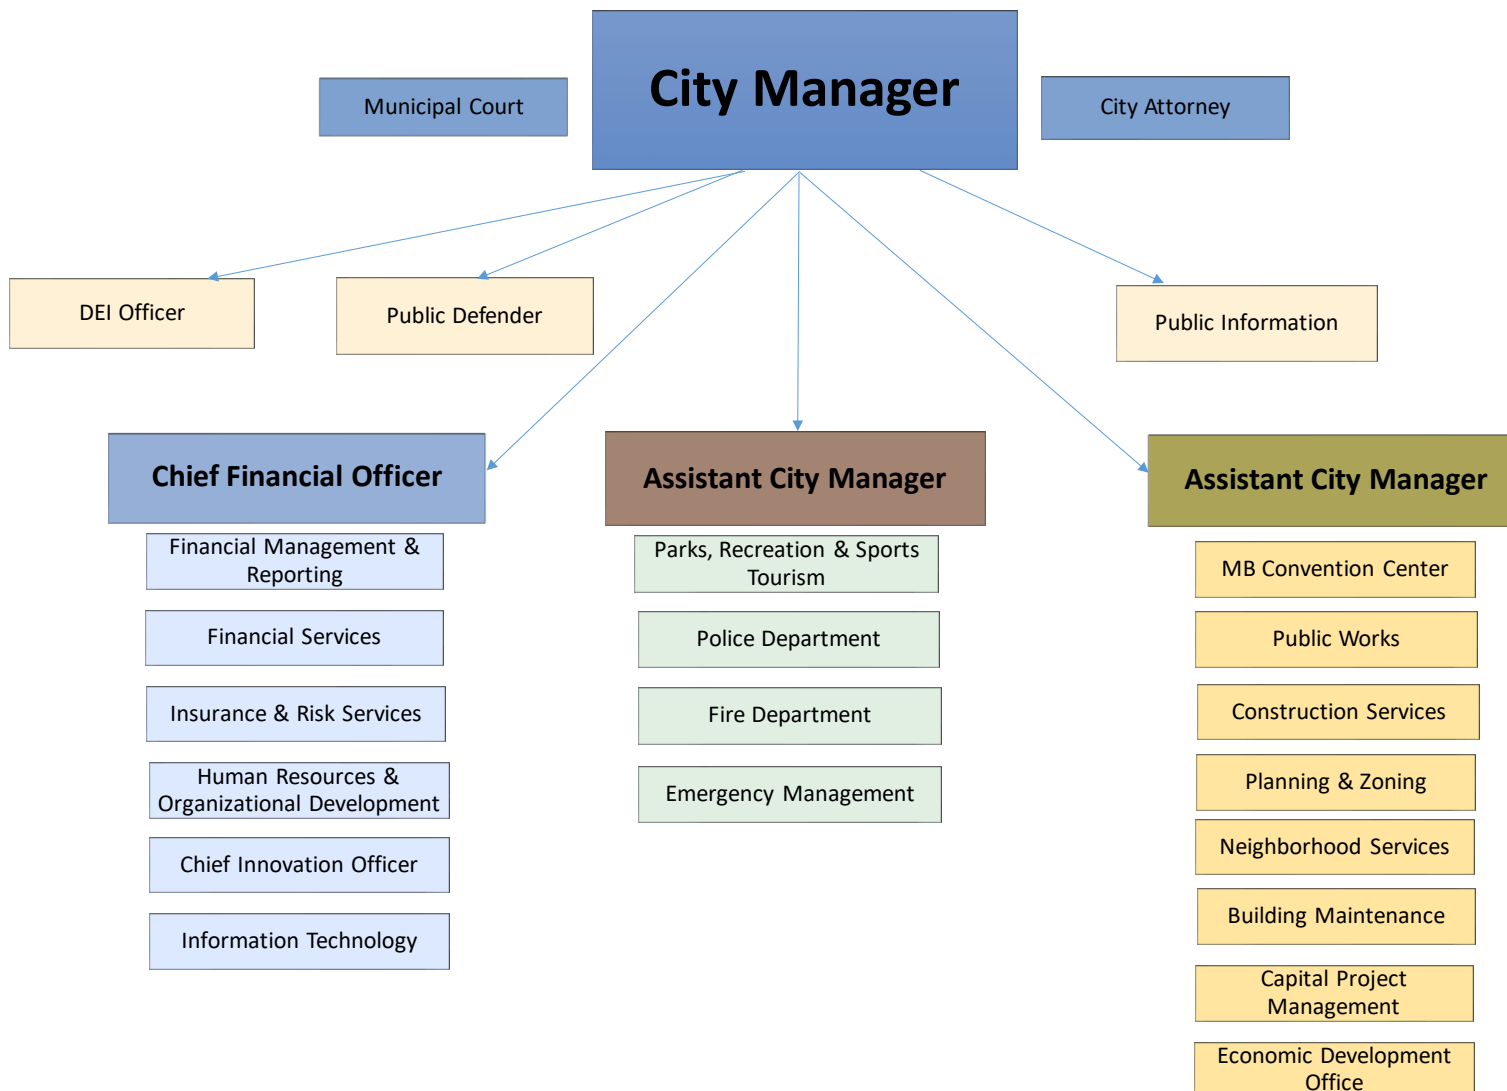 City Manager
Municipal Court
City Attorney
DEI Officer
Public Defender
Public Information
Chief Financial Officer
Financial Management &
Reporting
Financial Services
Insurance & Risk Services
Human Resources &
Organizational Development
Chief Innovation Officer
Information Technology
Assistant City Manager
Parks, Recreation & Sports
Tourism
Police Department
Fire Department
Emergency Management
Assistant City Manager
MB Convention Center
Public Works
Construction Services
Planning & Zoning
Neighborhood Services
Building Maintenance
Capital Project
Management
Economic Development
Office